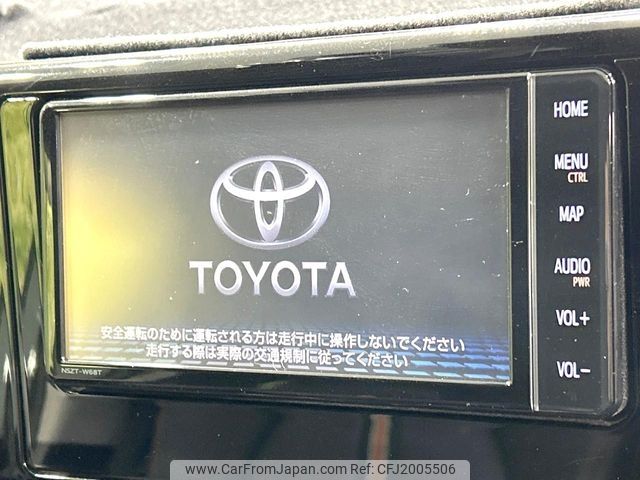 HOME
MENU
CTRL
MAP
AUDIO
PWR
VOL+
VOL-
TOYOTA
安全運転のために運転される方は走行中に操作しないでください
走行する際は実際の交通規制に従ってください
NSZT-W68T
www.CarFromJapan.com | CFJ2005506